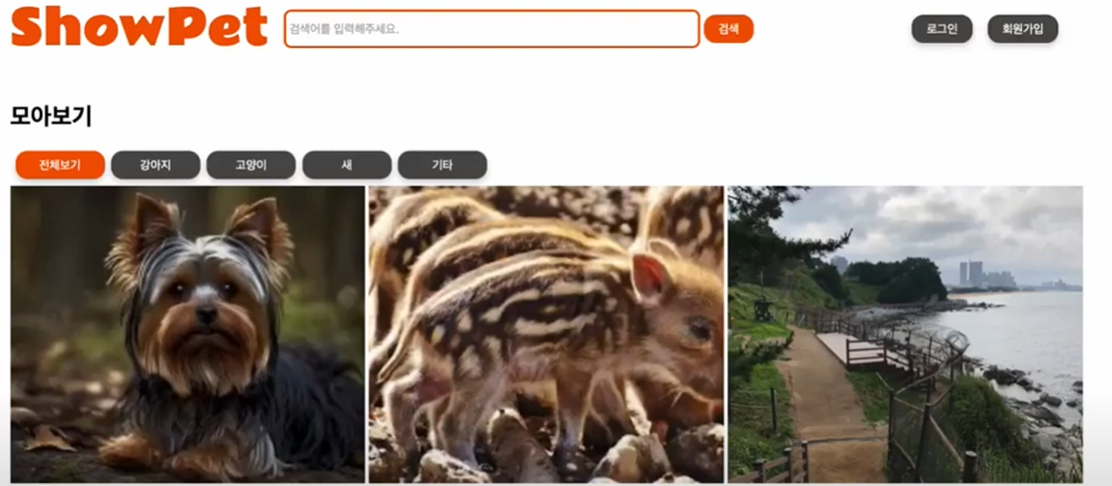 ShowPet
검색어를 입력해주세요.
검색
로그인
회원가입
모아보기
전체보기
강아지
고양이
새
기타